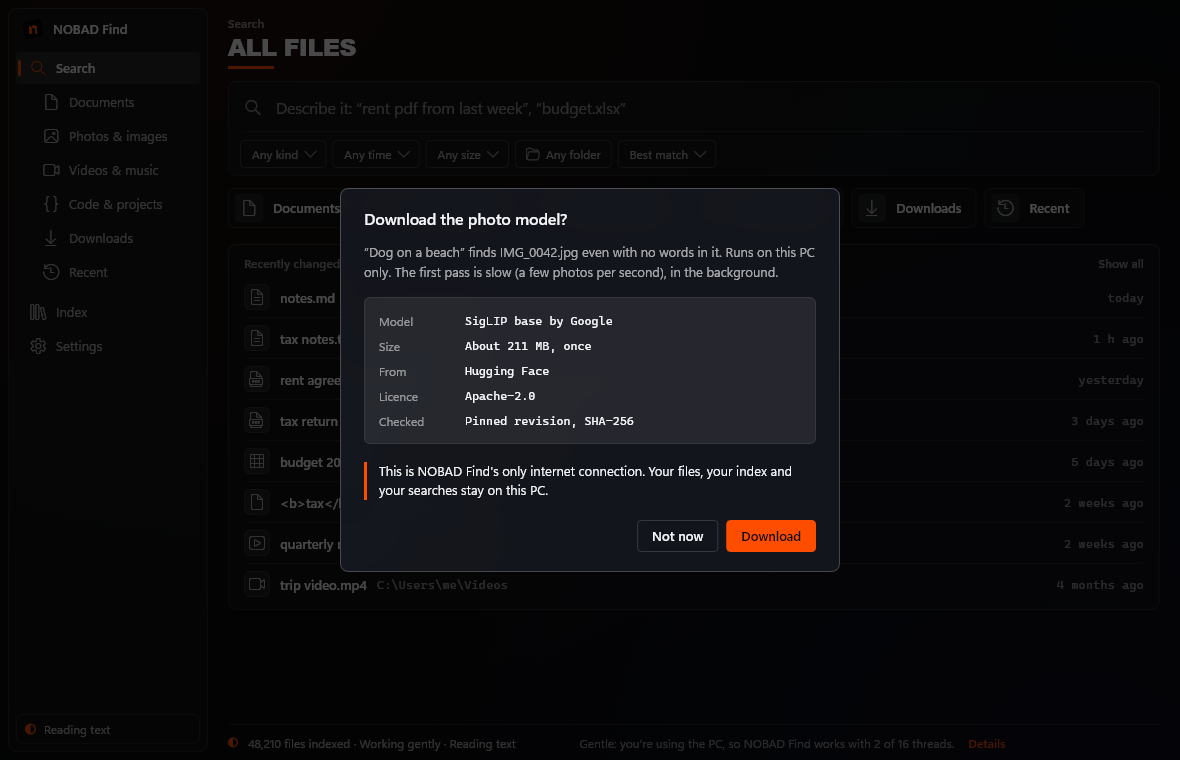 n NOBAD Find
Search
Documents
Photos & images
Videos & music
Code & projects
Downloads
Recent
Index
Settings
Reading text
Search
ALL FILES
Describe it: “rent pdf from last week”, “budget.xlsx”
Any kind
Any time
Any size
Any folder
Best match
Documents
Downloads
Recent
Recently changed
Show all
notes.md
today
tax notes.
1 h ago
rent agree
yesterday
tax return
3 days ago
budget 20
5 days ago
<b>tax</
2 weeks ago
quarterly
2 weeks ago
trip video.mp4 C:\Users\me\Videos
4 months ago
Download the photo model?
“Dog on a beach” finds IMG_0042.jpg even with no words in it. Runs on this PC
only. The first pass is slow (a few photos per second), in the background.
Model SigLIP base by Google
Size About 211 MB, once
From Hugging Face
Licence Apache-2.0
Checked Pinned revision, SHA-256
This is NOBAD Find's only internet connection. Your files, your index and
your searches stay on this PC.
Not now
Download
48,210 files indexed · Working gently · Reading text
Gentle: you're using the PC, so NOBAD Find works with 2 of 16 threads. Details